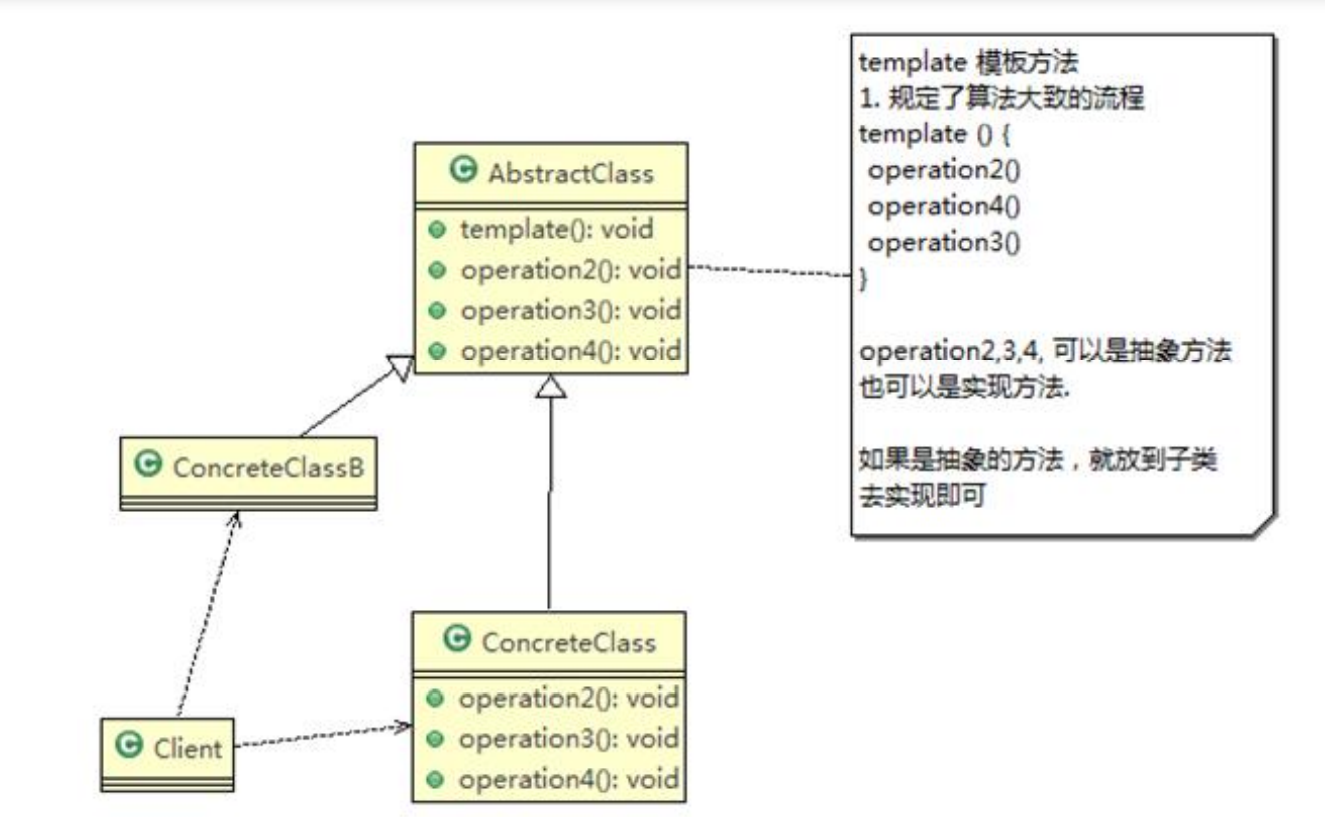 AbstractClass
template(): void
operation2(): void
operation3(): void
operation4(): void
template 模板方法
1. 规定了算法大致的流程
template () {
operation2()
operation4()
operation3()
}
operation2,3,4, 可以是抽象方法
也可以是实现方法.
如果是抽象的方法，就放到子类
去实现即可
ConcreteClassB
ConcreteClass
operation2(): void
operation3(): void
operation4(): void
Client